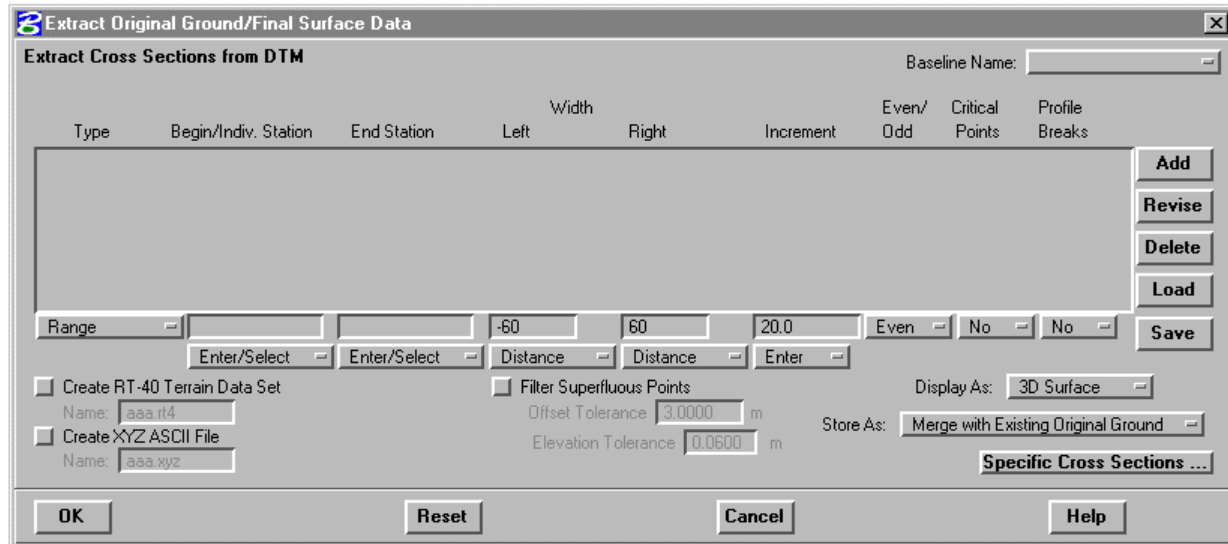 Extract Original Ground/Final Surface Data
Extract Cross Sections from DTM
Baseline Name:
Width Even/ Critical Profile
Type Begin/Indiv. Station End Station Left Right Increment Odd Points Breaks
Add
Revise
Delete
Load
Save
Range -60 60 20.0 Even No No
Enter/Select Enter/Select Distance Distance Enter
Create RT-40 Terrain Data Set
Name: aaa.rt4
Create XYZ ASCII File
Name: aaa.xyz
Filter Superfluous Points
Offset Tolerance 3.0000 m
Elevation Tolerance 0.0600 m
Display As: 3D Surface
Store As: Merge with Existing Original Ground
Specific Cross Sections ...
OK Reset Cancel Help